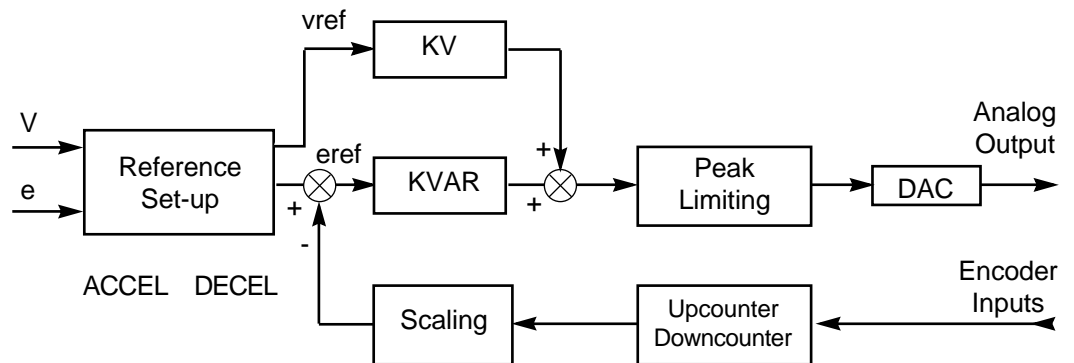 vref
KV
V
e
Reference
Set-up
eref
+
-
KVAR
+
+
Peak
Limiting
DAC
Analog
Output
ACCEL DECEL
Scaling
Upcounter
Downcounter
Encoder
Inputs